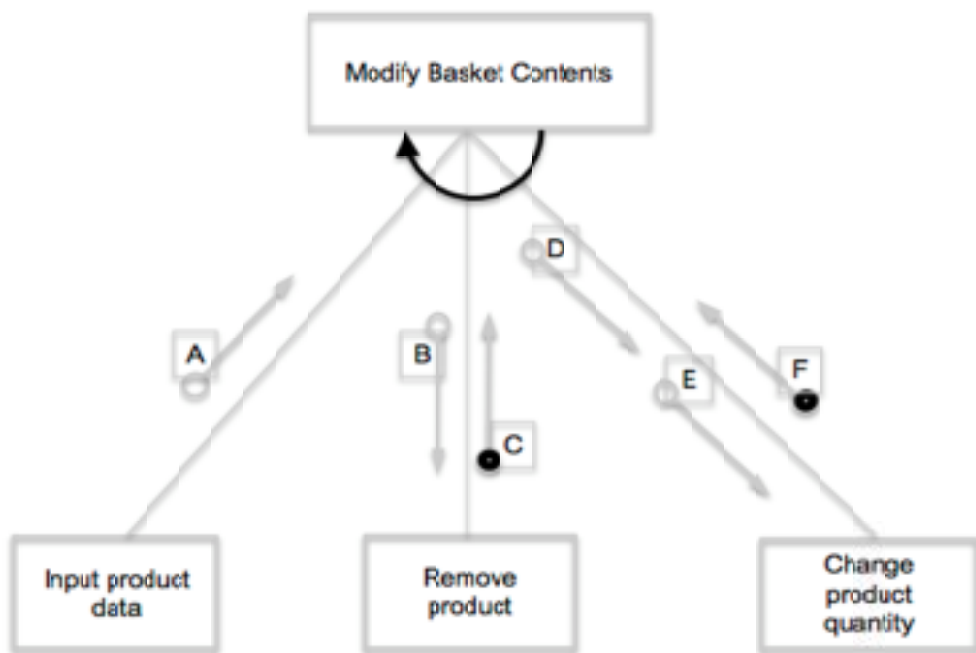 Modify Basket Contents
D
A
B
E
F
C
Input product
data
Remove
product
Change
product
quantity